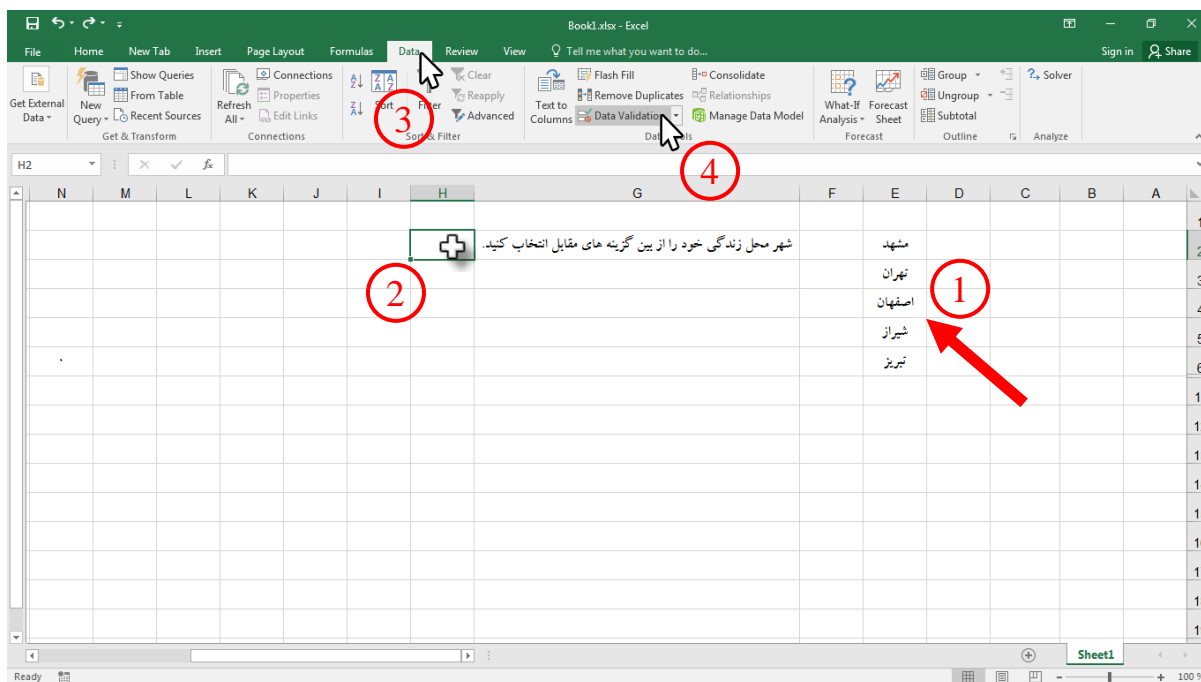 Book1.xlsx - Excel
File Home New Tab Insert Page Layout Formulas Data Review View Tell me what you want to do... Sign in Share
Get External Data
New Query
Show Queries
From Table
Recent Sources
Get & Transform
Refresh All
Connections
Properties
Edit Links
Connections
Sort
Filter
Clear
Reapply
Advanced
Sort & Filter
Text to Columns
Flash Fill
Remove Duplicates
Data Validation
Consolidate
Relationships
Manage Data Model
What-If Analysis
Forecast Sheet
Forecast
Group
Ungroup
Subtotal
Outline
Solver
Analyze
3
4
H2
fx
N M L K J I H G F E D C B A
شهر محل زندگی خود را از بین گزینه های مقابل انتخاب کنید.
مشهد
تهران
اصفهان
شیراز
تبریز
2
1
Sheet1
Ready
100